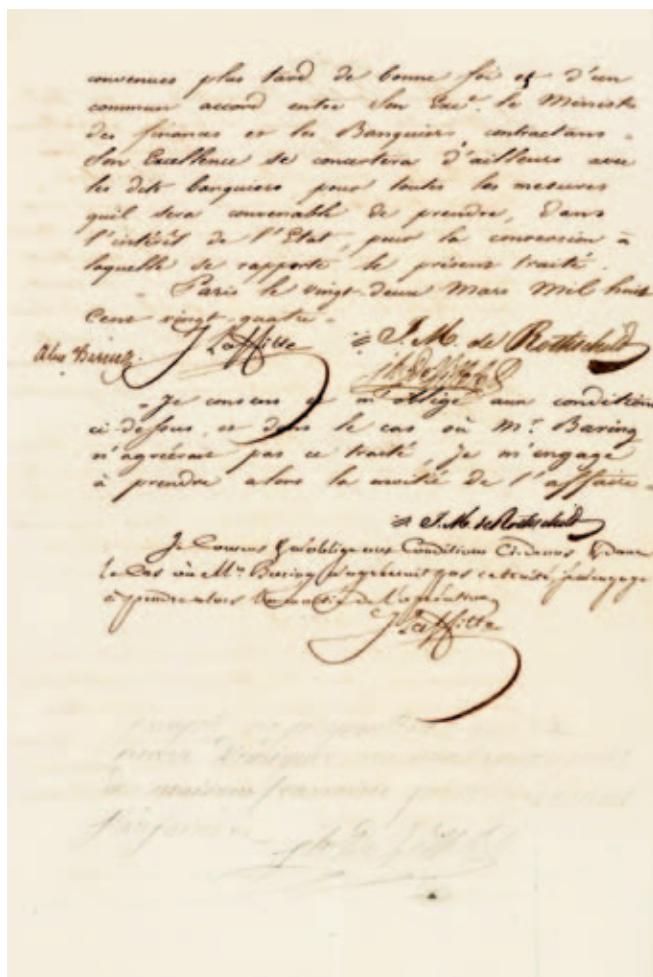 convenues plus tard de bonne foi et d'un
commun accord entre Son Exce. le Ministre
des finances et les Banquiers contractans.
Son Excellence se concertera d'ailleurs avec
les dits banquiers pour toutes les mesures
qu'il sera convenable de prendre, dans
l'intérêt de l'Etat, pour la conversion à
laquelle se rapporte le présent traité.
Paris le vingt-deux Mars Mil huit
Cent vingt-quatre.
Alex Baring.
J Laffitte
J. M. de Rothschild
Je consens et m'oblige aux conditions
ci-dessus, et dans le cas où Mr. Baring
n'agréerait pas ce traité, je m'engage
à prendre alors la moitié de l'affaire.
J. M. de Rothschild
Je Consens & m'oblige aux Conditions Ci-dessus & dans
le Cas où Mr. Baring n'agréerait pas ce traité, je m'engage
à prendre alors la moitié de l'opération
J Laffitte